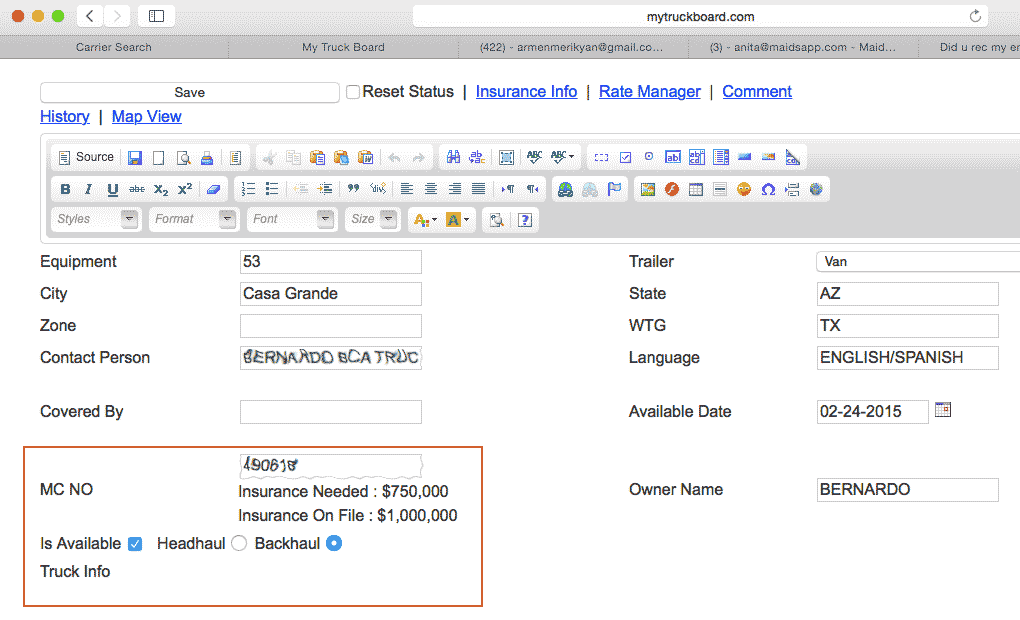 mytruckboard.com
Carrier Search My Truck Board (422) - armenmerikyan@gmail.co... (3) - anita@maidsapp.com - Maid... Did u rec my em
Save Reset Status | Insurance Info | Rate Manager | Comment
History | Map View
Source
B I U abc X2 X2
Styles Format Font Size A A ?
Equipment 53 Trailer Van
City Casa Grande State AZ
Zone WTG TX
Contact Person BERNARDO BCA TRUC Language ENGLISH/SPANISH
Covered By Available Date 02-24-2015
MC NO Owner Name BERNARDO
Insurance Needed : $750,000
Insurance On File : $1,000,000
Is Available Headhaul Backhaul
Truck Info